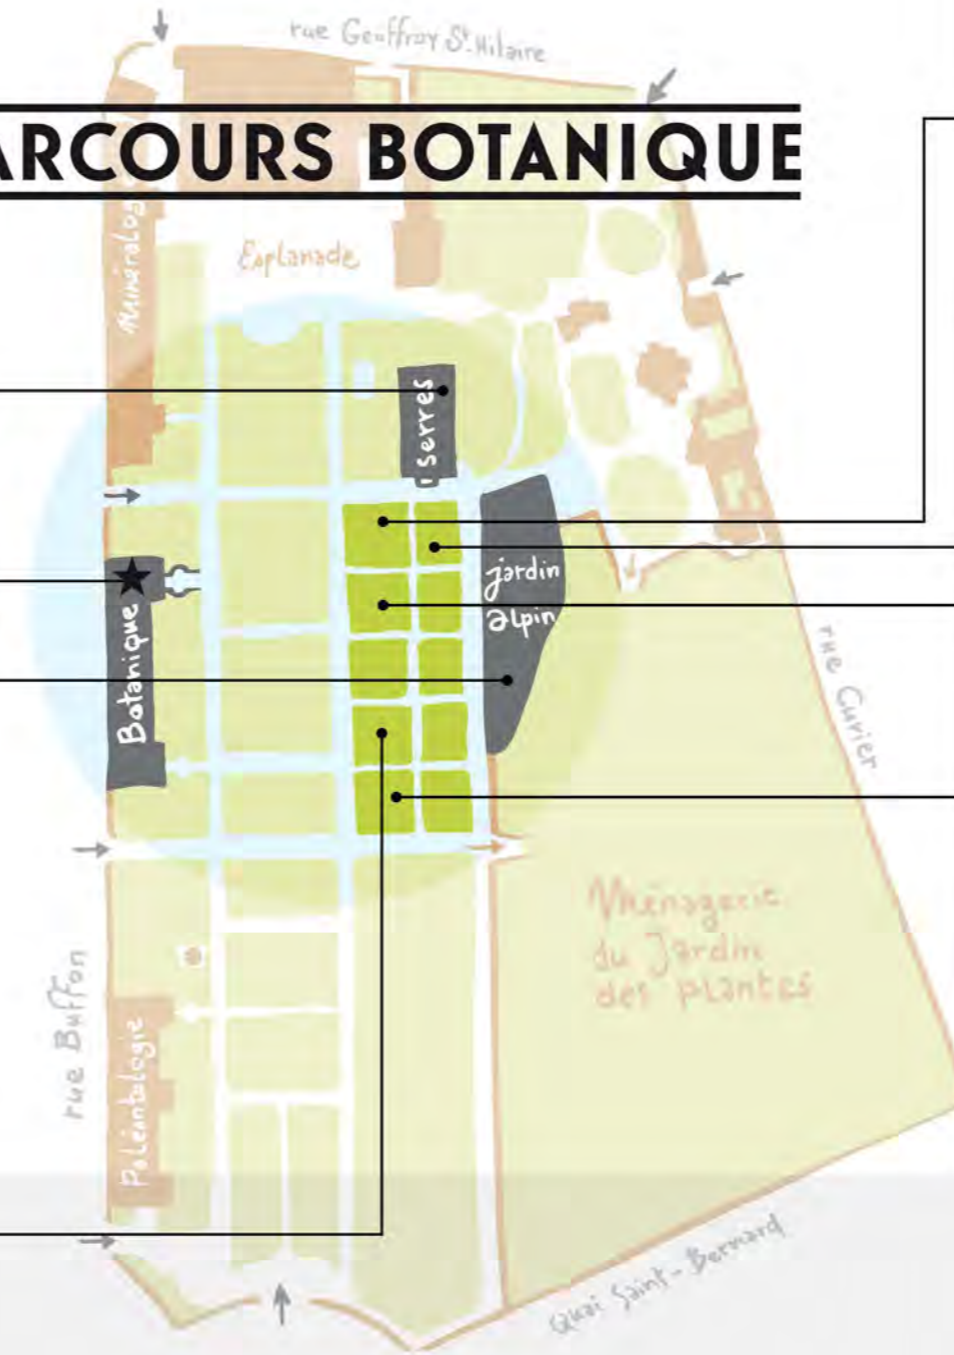 rue Geoffroy St. Hilaire
ARCOURS BOTANIQUE
Esplanade
serres
jardin
alpin
Botanique
rue Cuvier
Ménagerie
du Jardin
des plantes
rue Buffon
Paléontologie
Quai Saint-Bernard